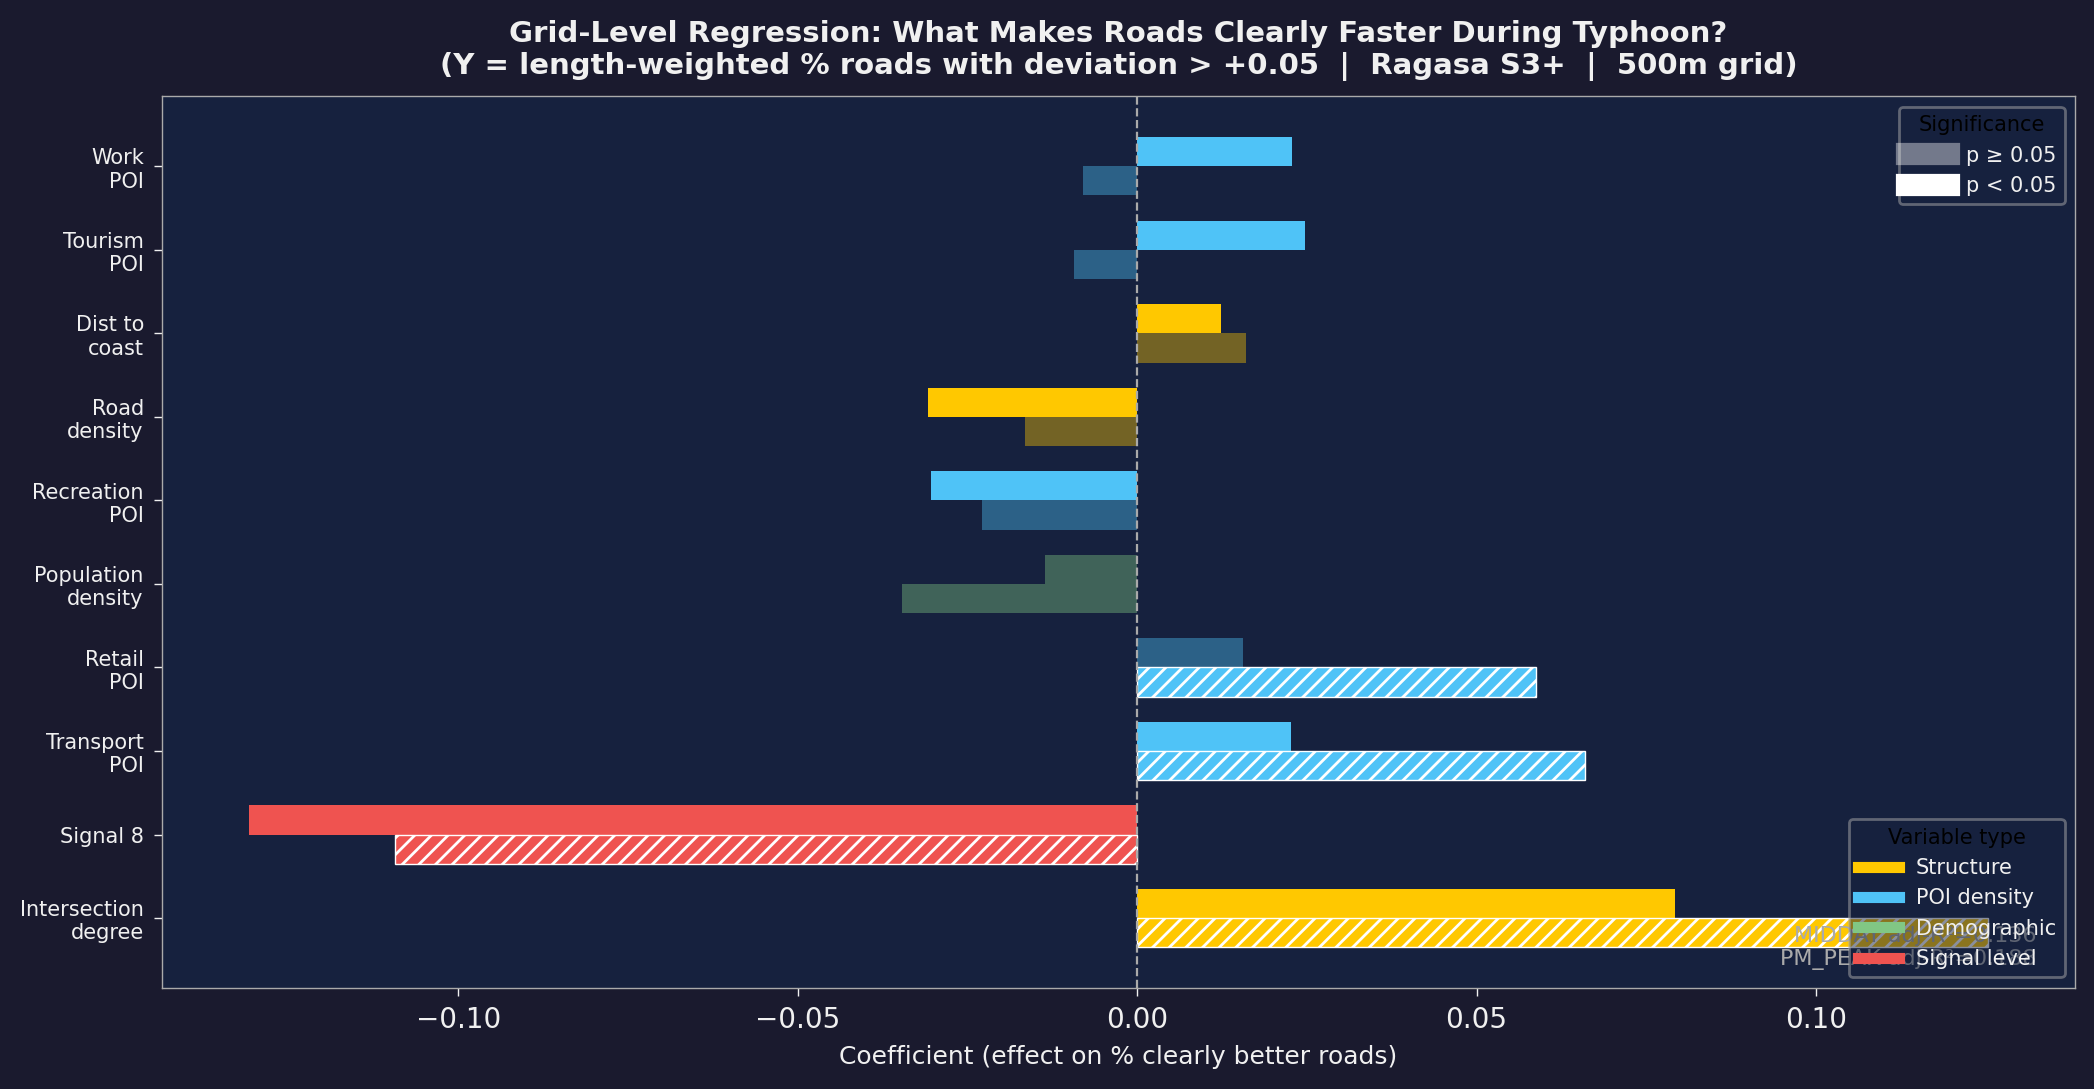 Grid-Level Regression: What Makes Roads Clearly Faster During Typhoon?
(Y = length-weighted % roads with deviation > +0.05 | Ragasa S3+ | 500m grid)
Significance
p ≥ 0.05
p < 0.05
Work
POI
Tourism
POI
Dist to
coast
Road
density
Recreation
POI
Population
density
Retail
POI
Transport
POI
Signal 8
Intersection
degree
Variable type
Structure
POI density
Demographic
Signal level
MIDDAY
PM_PEAK adj
−0.10
−0.05
0.00
0.05
0.10
Coefficient (effect on % clearly better roads)